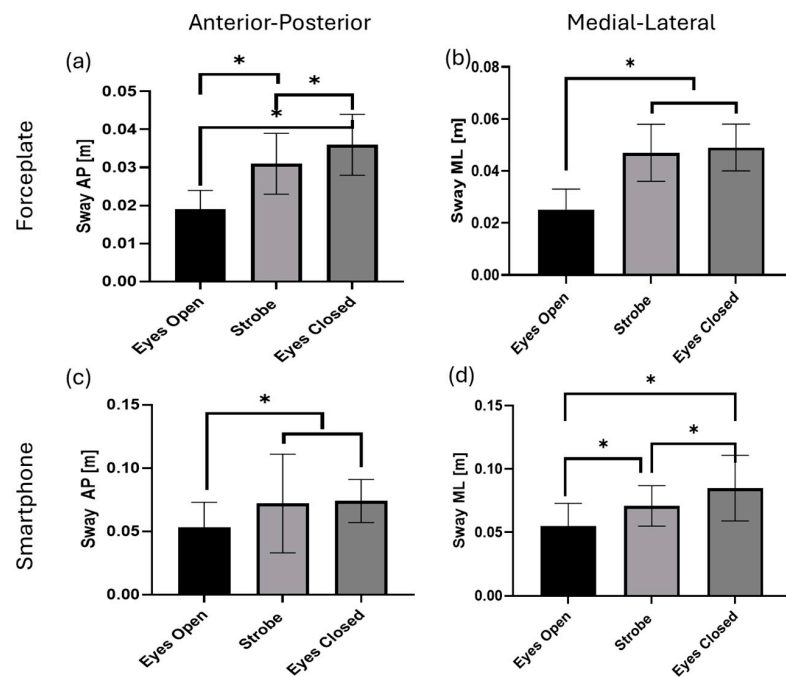 Anterior-Posterior
Medial-Lateral
Forceplate
(a)
*
*
*
Sway AP [m]
0.05
0.04
0.03
0.02
0.01
0.00
Eyes Open
Strobe
Eyes Closed
(b)
*
Sway ML [m]
0.08
0.06
0.04
0.02
0.00
Eyes Open
Strobe
Eyes Closed
Smartphone
(c)
*
Sway AP [m]
0.15
0.10
0.05
0.00
Eyes Open
Strobe
Eyes Closed
(d)
*
*
*
Sway ML [m]
0.15
0.10
0.05
0.00
Eyes Open
Strobe
Eyes Closed